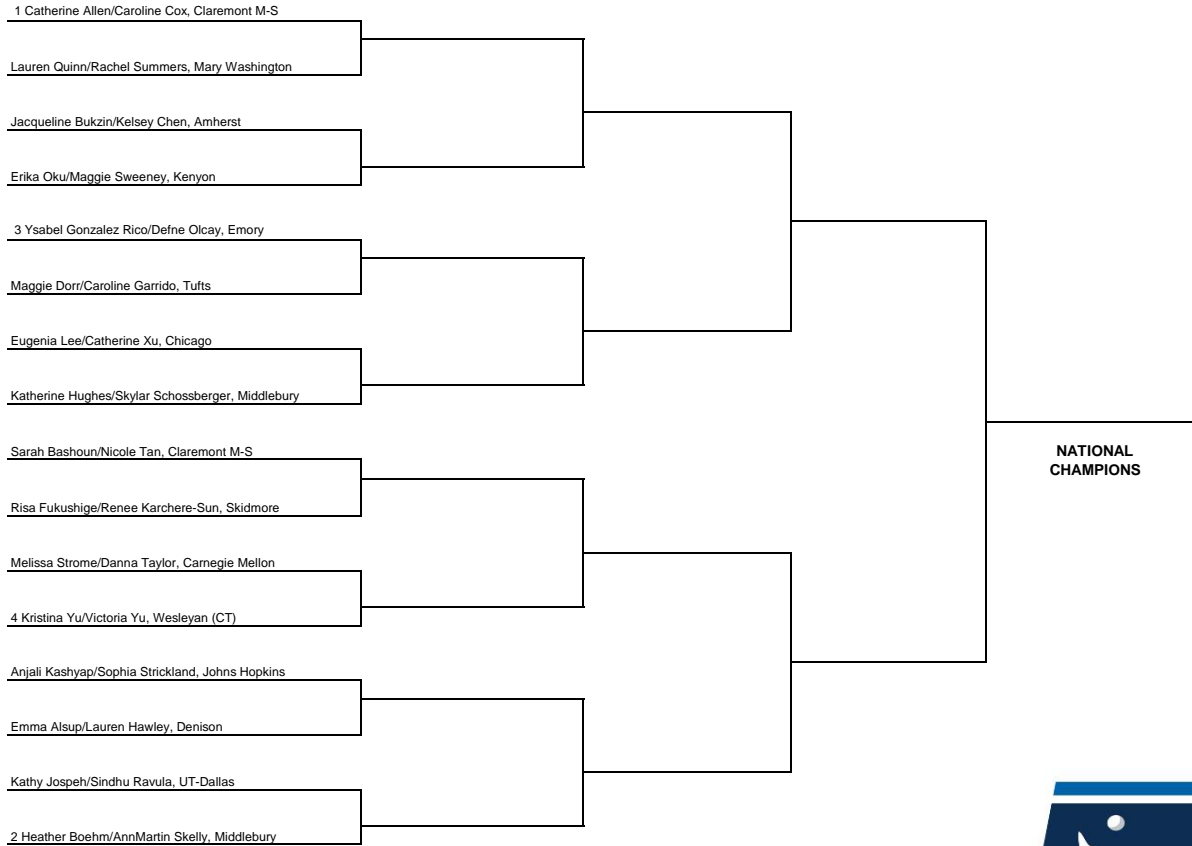 1 Catherine Allen/Caroline Cox, Claremont M-S
Lauren Quinn/Rachel Summers, Mary Washington
Jacqueline Bukzin/Kelsey Chen, Amherst
Erika Oku/Maggie Sweeney, Kenyon
3 Ysabel Gonzalez Rico/Defne Olcay, Emory
Maggie Dorr/Caroline Garrido, Tufts
Eugenia Lee/Catherine Xu, Chicago
Katherine Hughes/Skylar Schossberger, Middlebury
Sarah Bashoun/Nicole Tan, Claremont M-S
Risa Fukushige/Renee Karchere-Sun, Skidmore
Melissa Strome/Danna Taylor, Carnegie Mellon
4 Kristina Yu/Victoria Yu, Wesleyan (CT)
Anjali Kashyap/Sophia Strickland, Johns Hopkins
Emma Alsup/Lauren Hawley, Denison
Kathy Jospeh/Sindhu Ravula, UT-Dallas
2 Heather Boehm/AnnMartin Skelly, Middlebury
NATIONAL
CHAMPIONS